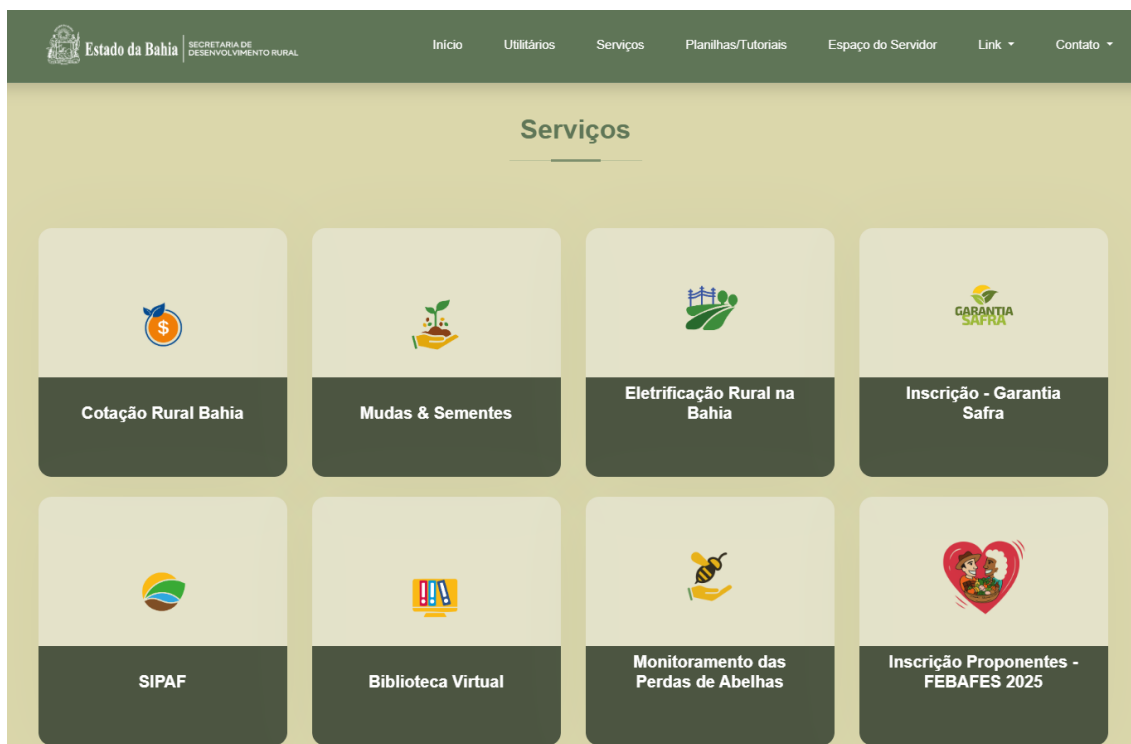 Estado da Bahia
SECRETARIA DE
DESENVOLVIMENTO RURAL
Início
Utilitários
Serviços
Planilhas/Tutoriais
Espaço do Servidor
Link
Contato
Serviços
$
GARANTIA
SAFRA
Cotação Rural Bahia
Mudas & Sementes
Eletrificação Rural na
Bahia
Inscrição - Garantia
Safra
SIPAF
Biblioteca Virtual
Monitoramento das
Perdas de Abelhas
Inscrição Proponentes -
FEBAFES 2025